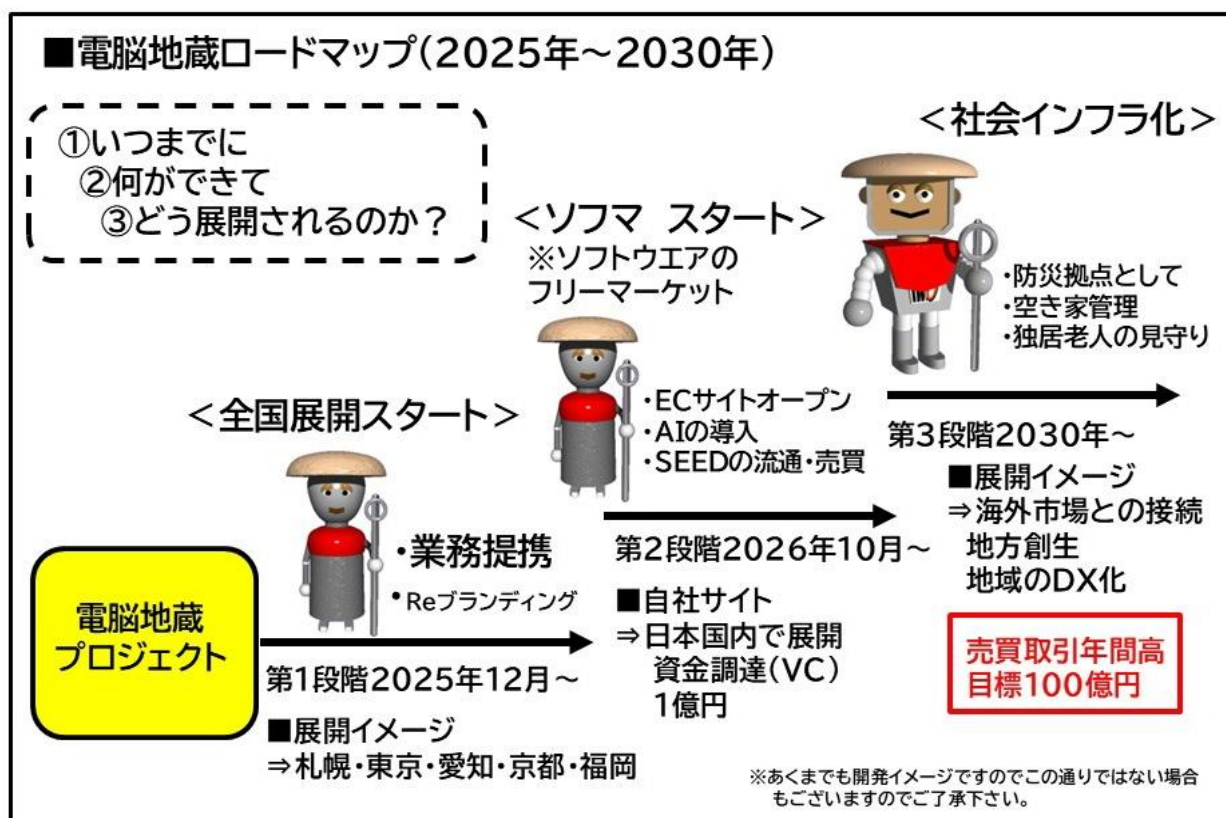 ■電脳地蔵ロードマップ(2025年~2030年)
①いつまでに
②何ができて
③どう展開されるのか?
<社会インフラ化>
・防災拠点として
・空き家管理
・独居老人の見守り
第3段階2030年~
■展開イメージ
⇒海外市場との接続
地方創生
地域のDX化
売買取引年間高
目標100億円
<ソフマ スタート>
※ソフトウエアの
フリーマーケット
・ECサイトオープン
・AIの導入
・SEEDの流通・売買
第2段階2026年10月~
■自社サイト
⇒日本国内で展開
資金調達(VC)
1億円
<全国展開スタート>
・業務提携
・Reブランディング
第1段階2025年12月~
■展開イメージ
⇒札幌・東京・愛知・京都・福岡
電脳地蔵
プロジェクト
※あくまでも開発イメージですのでこの通りではない場合
もございますのでご了承下さい。